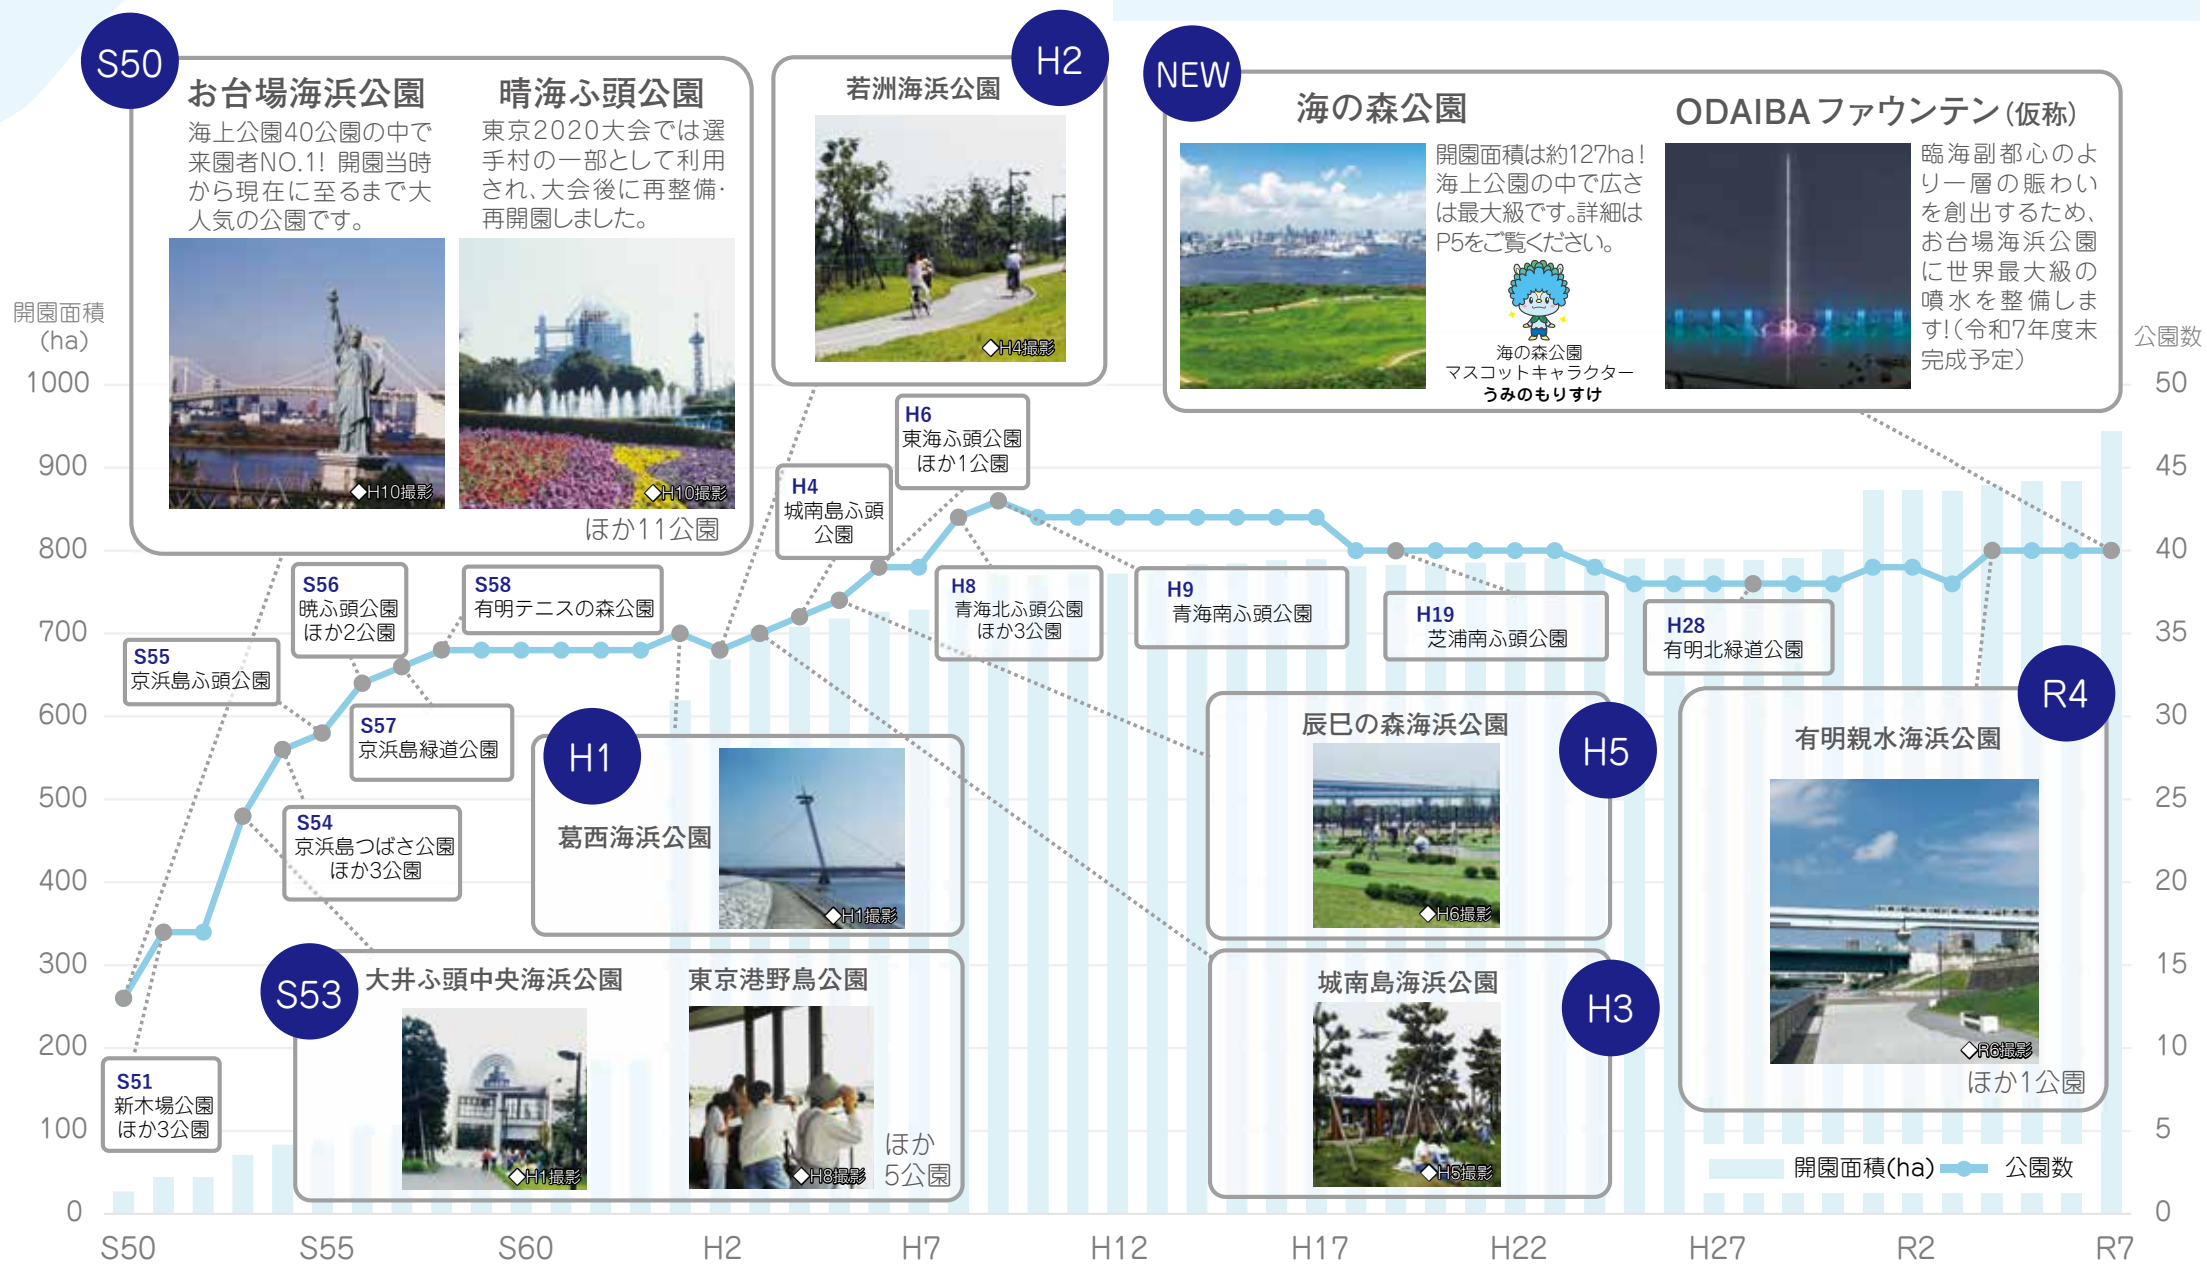 S50
お台場海浜公園
海上公園40公園の中で
来園者NO.1! 開園当時
から現在に至るまで大
人気の公園です。
◆H10撮影
晴海ふ頭公園
東京2020大会では選
手村の一部として利用
され、大会後に再整備・
再開園しました。
◆H10撮影
ほか11公園
H2
若洲海浜公園
◆H4撮影
NEW
海の森公園
開園面積は約127ha!
海上公園の中で広さ
は最大級です。詳細は
P5をご覧ください。
海の森公園
マスコットキャラクター
うみのもりすけ
ODAIBAファウンテン(仮称)
臨海副都心のよ
り一層の賑わい
を創出するため、
お台場海浜公園
に世界最大級の
噴水を整備しま
す!(令和7年度末
完成予定)
開園面積
(ha)
1000
900
800
700
600
500
400
300
200
100
0
公園数
50
45
40
35
30
25
20
15
10
5
0
H6
東海ふ頭公園
ほか1公園
H4
城南島ふ頭
公園
S56
暁ふ頭公園
ほか2公園
S58
有明テニスの森公園
H8
青海北ふ頭公園
ほか3公園
H9
青海南ふ頭公園
H19
芝浦南ふ頭公園
H28
有明北緑道公園
S55
京浜島ふ頭公園
S57
京浜島緑道公園
S54
京浜島つばさ公園
ほか3公園
S51
新木場公園
ほか3公園
H1
葛西海浜公園
◆H1撮影
S53
大井ふ頭中央海浜公園
◆H1撮影
東京港野鳥公園
◆H8撮影
ほか
5公園
H5
辰巳の森海浜公園
◆H6撮影
H3
城南島海浜公園
◆H5撮影
R4
有明親水海浜公園
◆R6撮影
ほか1公園
開園面積(ha)
公園数
S50
S55
S60
H2
H7
H12
H17
H22
H27
R2
R7